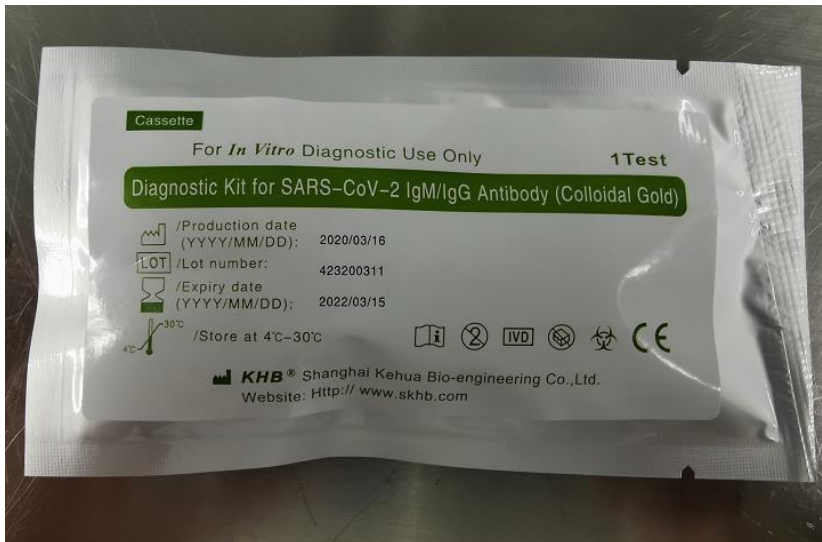 Cassette
For In Vitro Diagnostic Use Only
1Test
Diagnostic Kit for SARS-CoV-2 IgM/IgG Antibody (Colloidal Gold)
/Production date
(YYYY/MM/DD): 2020/03/16
LOT /Lot number: 423200311
/Expiry date
(YYYY/MM/DD): 2022/03/15
4℃ 30℃ /Store at 4℃-30℃
i 2 IVD CE
KHB® Shanghai Kehua Bio-engineering Co.,Ltd.
Website: Http:// www.skhb.com